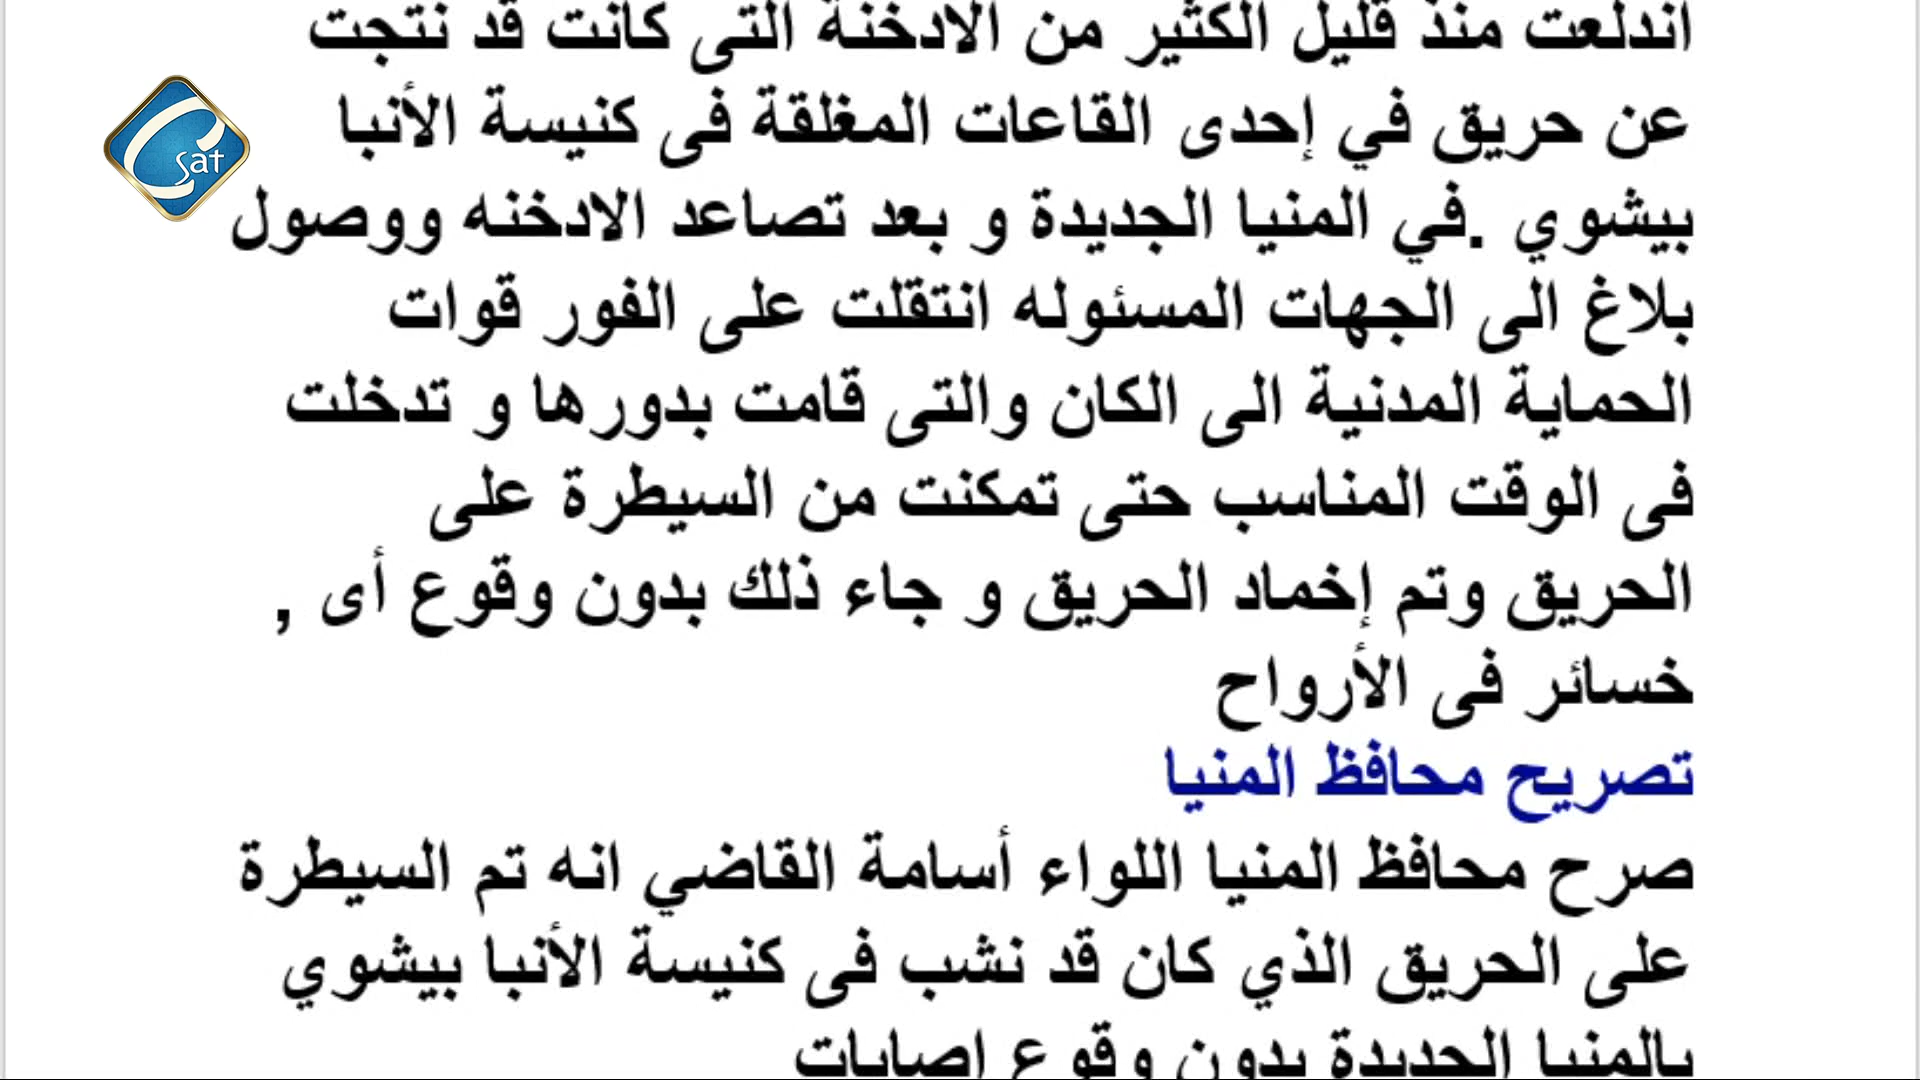 اندلعت منذ قليل الكثير من الادخنة التى كانت قد نتجت
عن حريق في إحدى القاعات المغلقة فى كنيسة الأنبا
بيشوي .في المنيا الجديدة و بعد تصاعد الادخنه ووصول
بلاغ الى الجهات المسئوله انتقلت على الفور قوات
الحماية المدنية الى الكان والتى قامت بدورها و تدخلت
فى الوقت المناسب حتى تمكنت من السيطرة على
الحريق وتم إخماد الحريق و جاء ذلك بدون وقوع أى ,
خسائر فى الأرواح
تصريح محافظ المنيا
صرح محافظ المنيا اللواء أسامة القاضي انه تم السيطرة
على الحريق الذي كان قد نشب فى كنيسة الأنبا بيشوي
بالمنيا الجديدة بدون وقوع إصابات
C Sat